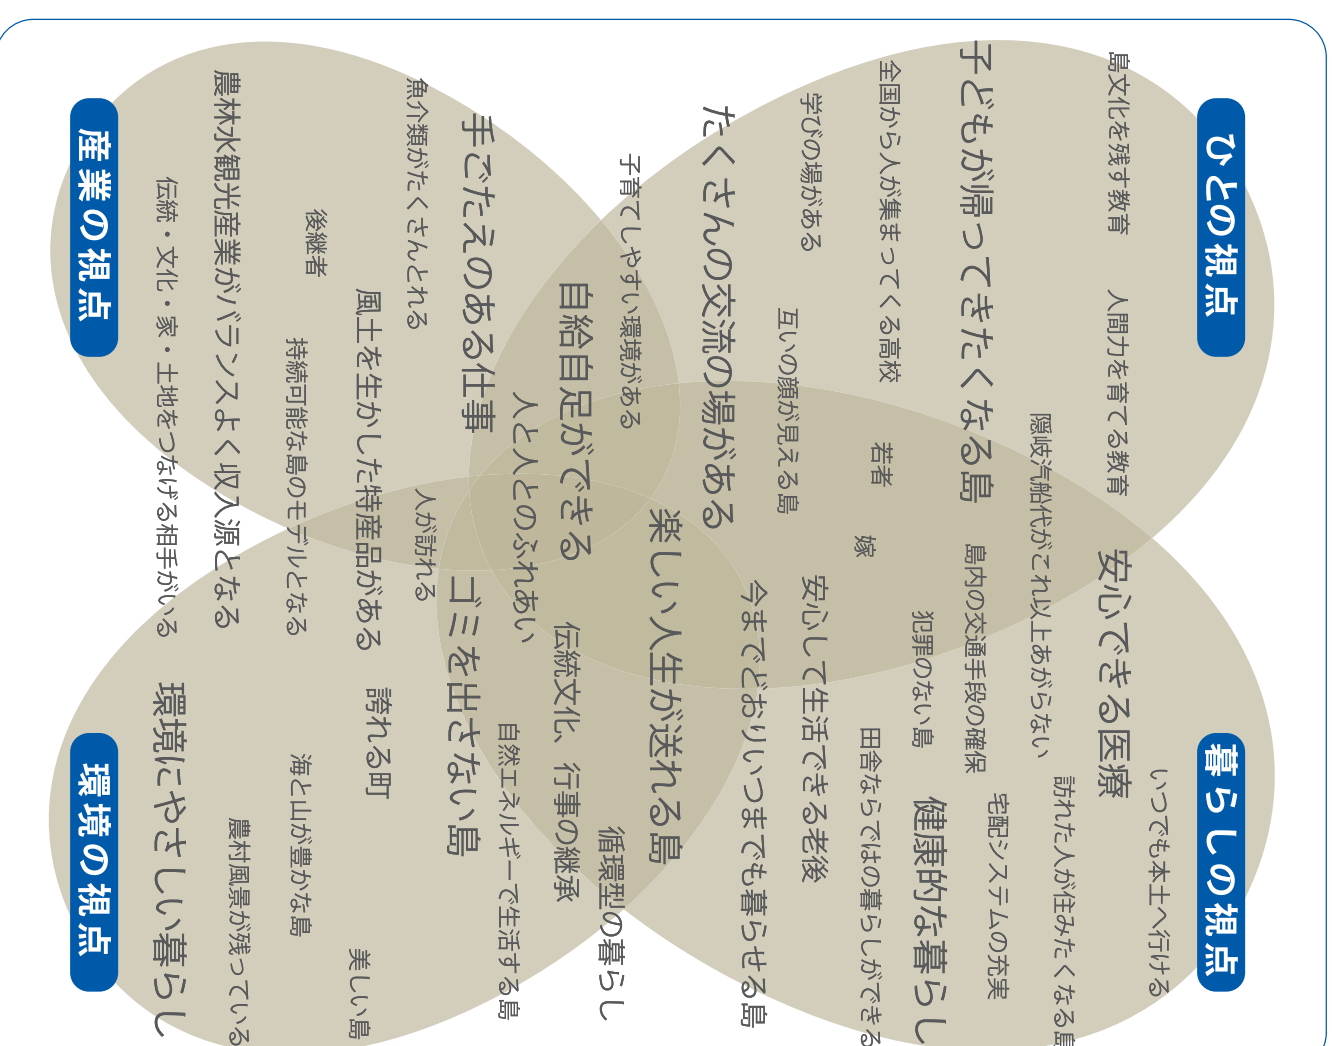 ひとの視点
暮らしの視点
いつでも本土へ行ける
島文化を残す教育
人間力を育てる教育
安心できる医療
訪れた人が住みたくなる島
隠岐汽船代がこれ以上あがらない
宅配システムの充実
子どもが帰ってきたくなる島
島内の交通手段の確保
健康的な暮らし
犯罪のない島
全国から人が集まってくる高校
若者
田舎ならではの暮らしができる
嫁
学びの場がある
安心して生活できる老後
互いの顔が見える島
今までどおりいつまでも暮らせる島
たくさんの交流の場がある
楽しい人生が送れる島
子育てしやすい環境がある
循環型の暮らし
自給自足ができる
伝統文化、行事の継承
人と人とのふれあい
自然エネルギーで生活する島
手ごたえのある仕事
ゴミを出さない島
魚介類がたくさんとれる
人が訪れる
風土を生かした特産品がある
誇れる町
美しい島
後継者
持続可能な島のモデルとなる
海と山が豊かな島
農村風景が残っている
農林水観光産業がバランスよく収入源となる
伝統・文化・家・土地をつなげる相手がいる
環境にやさしい暮らし
産業の視点
環境の視点